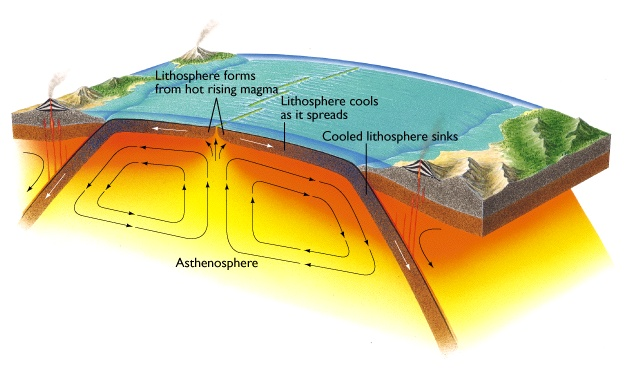 Lithosphere forms
from hot rising magma
Lithosphere cools
as it spreads
Cooled lithosphere sinks
Asthenosphere